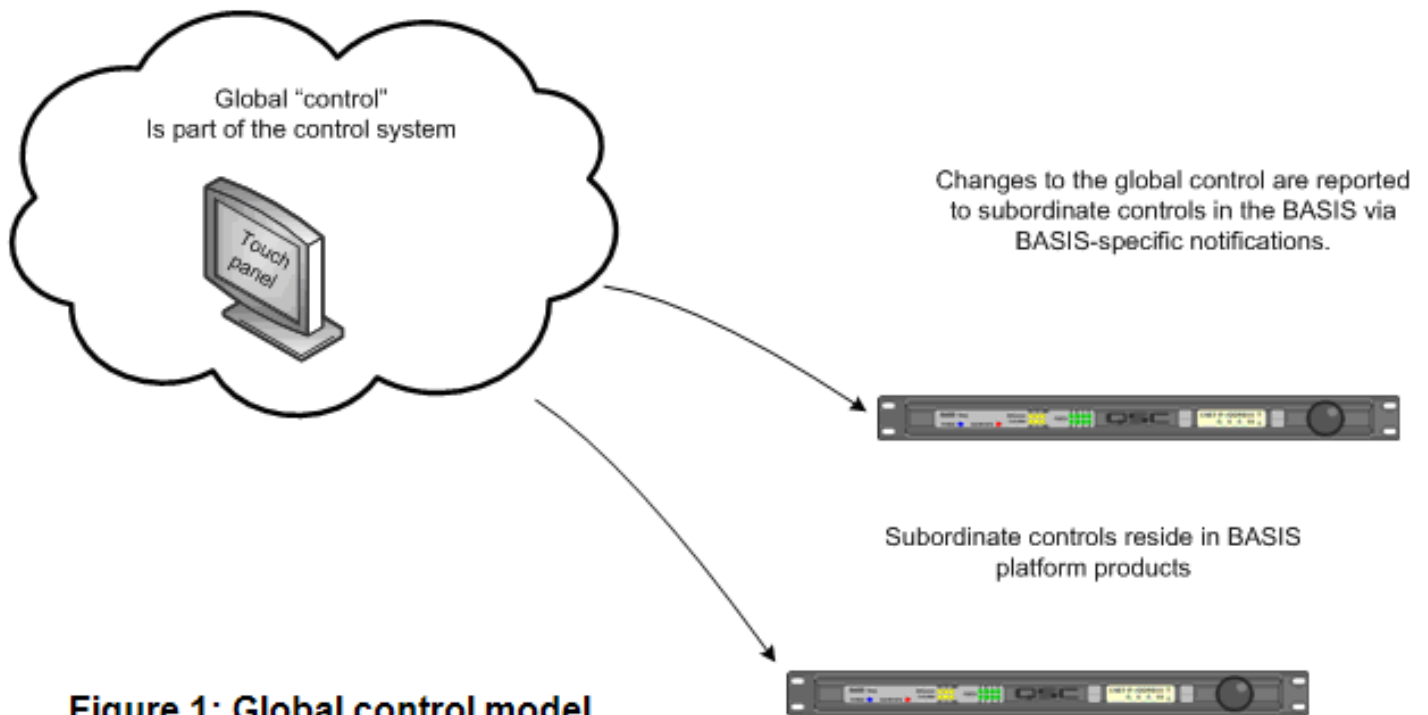 Global “control”
Is part of the control system
Touch
panel
Changes to the global control are reported
to subordinate controls in the BASIS via
BASIS-specific notifications.
QSC
Subordinate controls reside in BASIS
platform products
QSC
Figure 1: Global control model